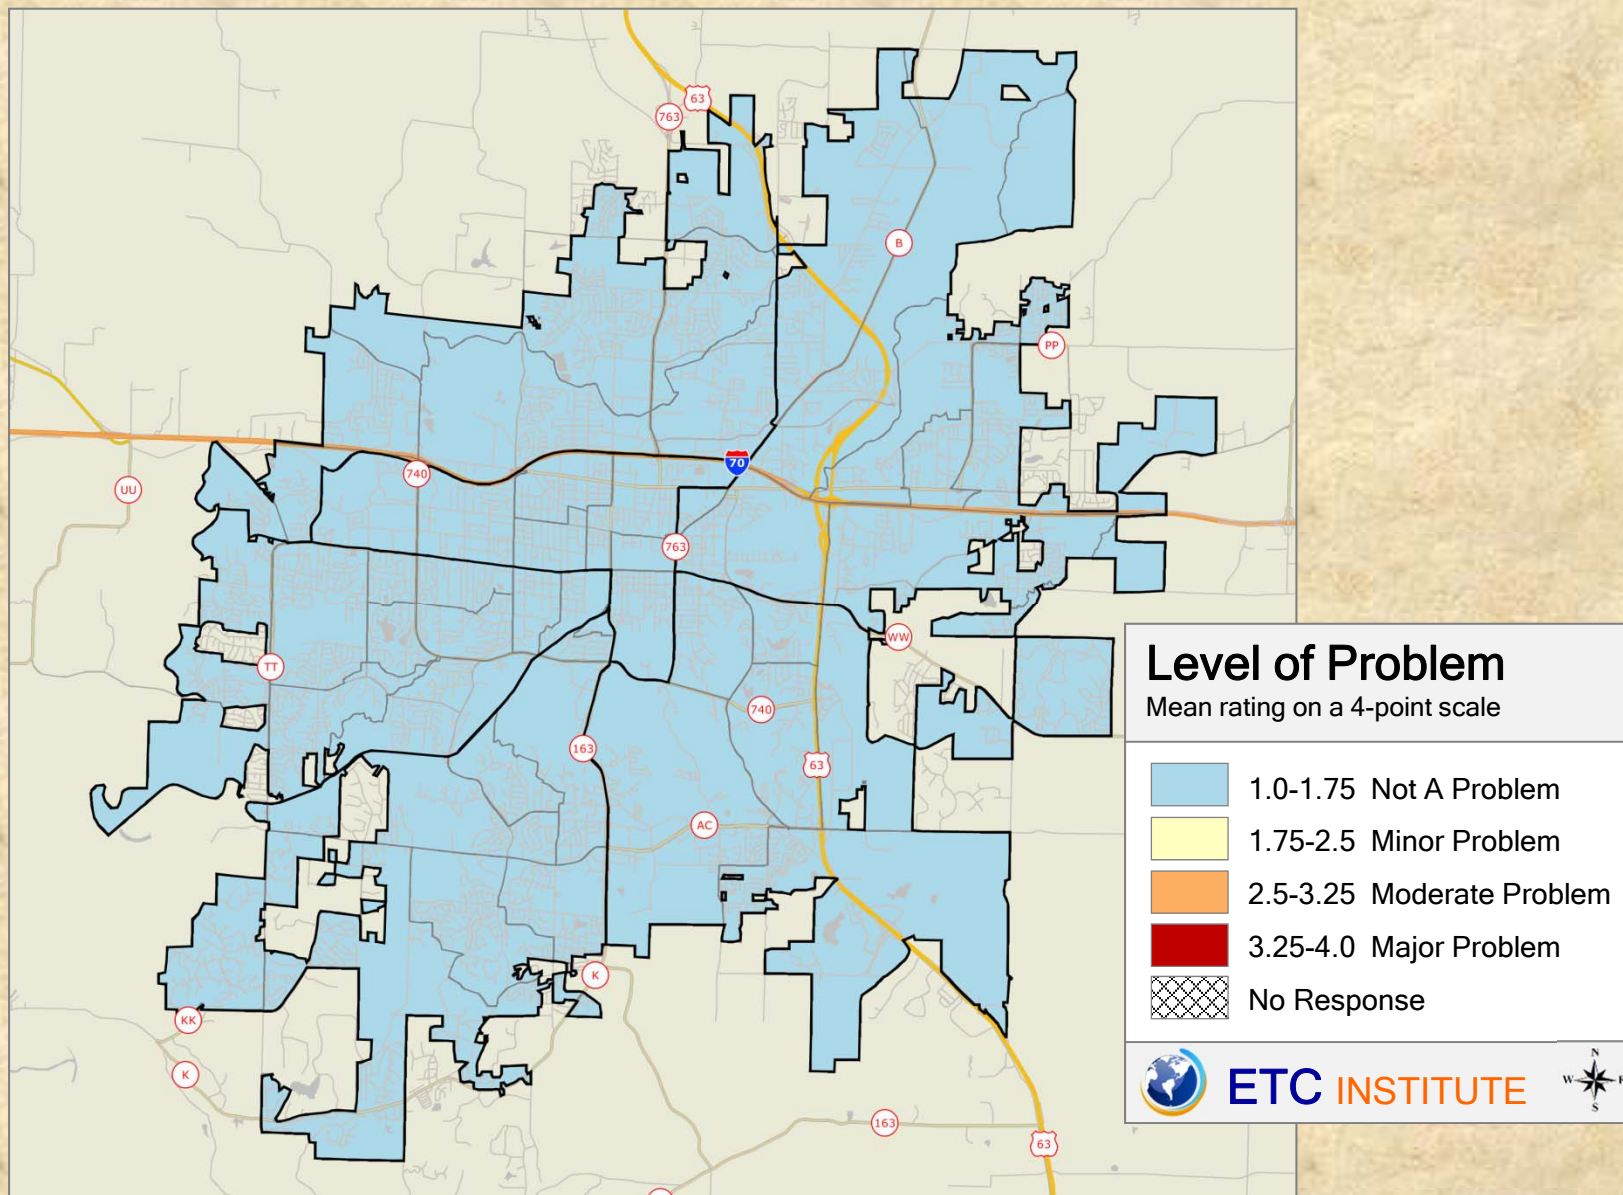 63
763
B
PP
70
740
UU
763
WW
TT
740
163
63
AC
K
KK
K
163
63
Level of Problem
Mean rating on a 4-point scale
1.0-1.75 Not A Problem
1.75-2.5 Minor Problem
2.5-3.25 Moderate Problem
3.25-4.0 Major Problem
No Response
ETC INSTITUTE
N
W
S